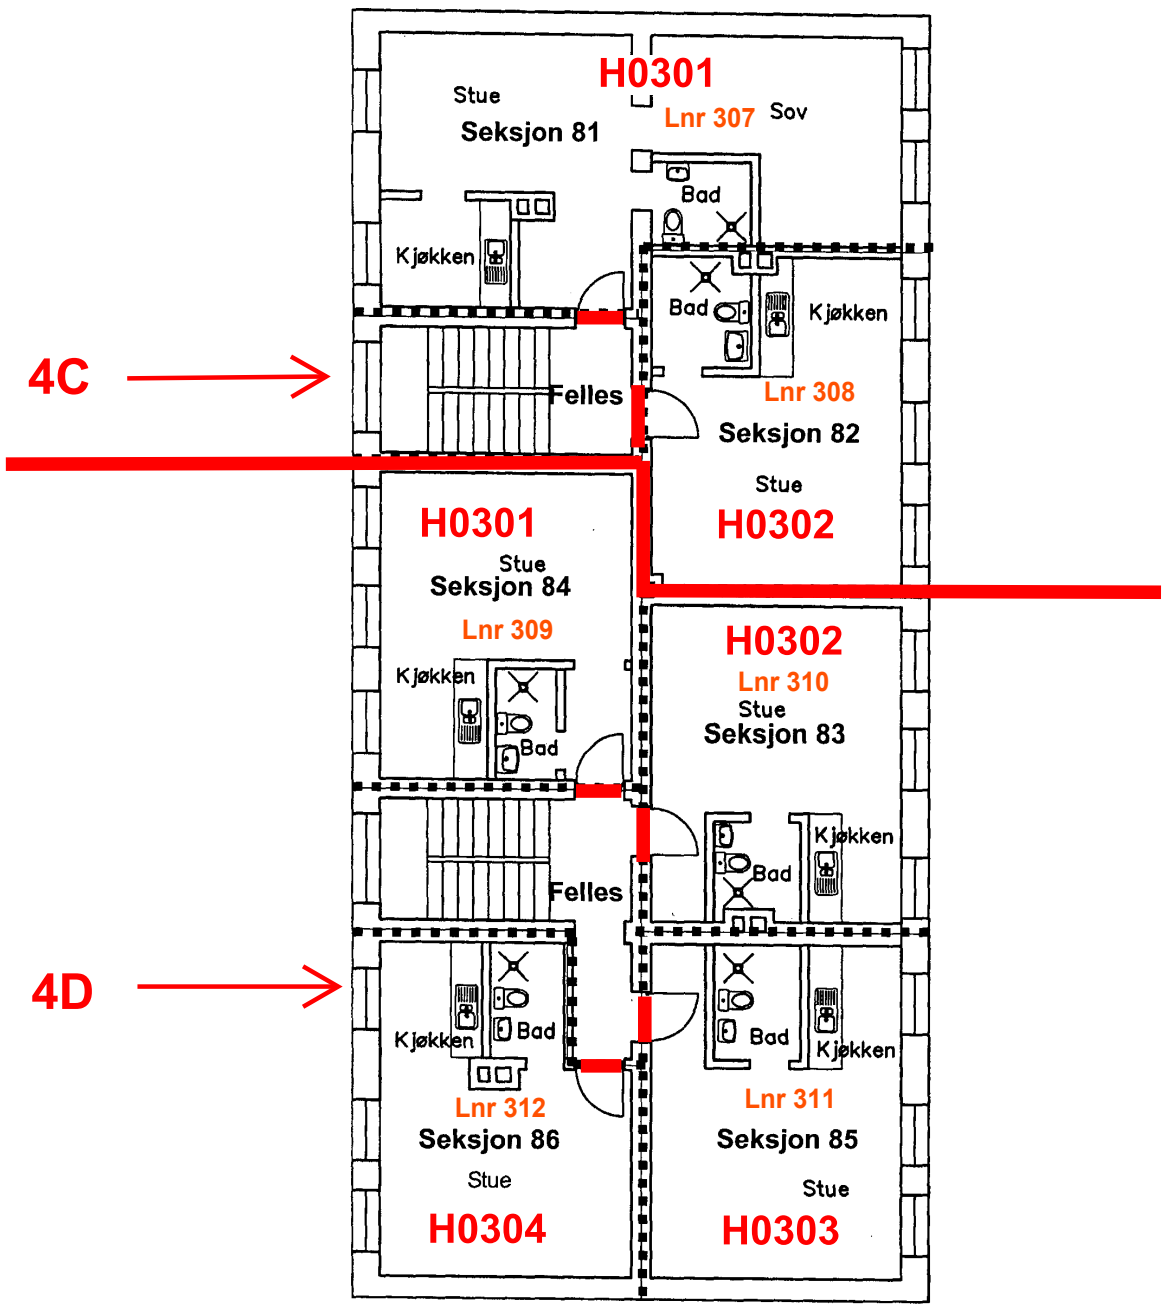 H0301
Stue
Lnr 307
Sov
Seksjon 81
Bad
Kjøkken
Bad
Kjøkken
4C
Felles
Lnr 308
Seksjon 82
Stue
H0301
H0302
Stue
Seksjon 84
Lnr 309
H0302
Kjøkken
Lnr 310
Stue
Seksjon 83
Bad
Kjøkken
Bad
Felles
4D
Bad
Kjøkken
Bad
Kjøkken
Lnr 312
Lnr 311
Seksjon 86
Seksjon 85
Stue
Stue
H0304
H0303